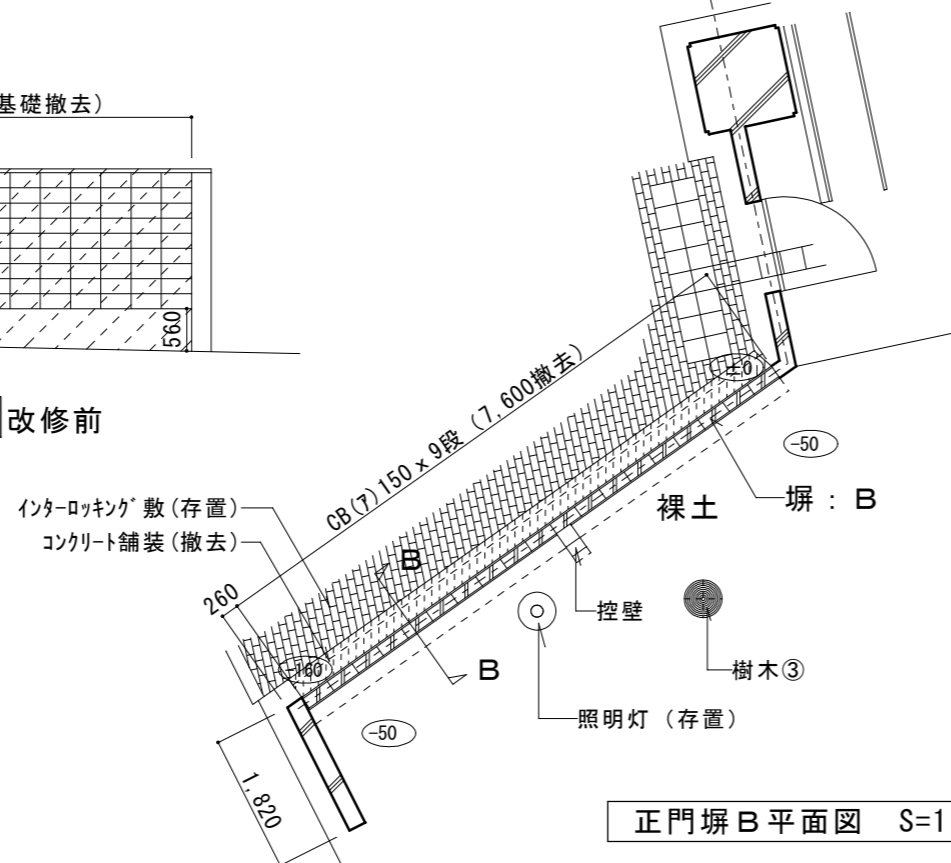 基礎撤去)
560
改修前
CB(ア)150×9段 (7,600撤去)
±0
-50
インターロッキング敷(存置)
コンクリート舗装(撤去)
裸土
塀：B
B
260
控壁
樹木③
-160
B
照明灯 (存置)
-50
1,820
正門塀B平面図 S=1